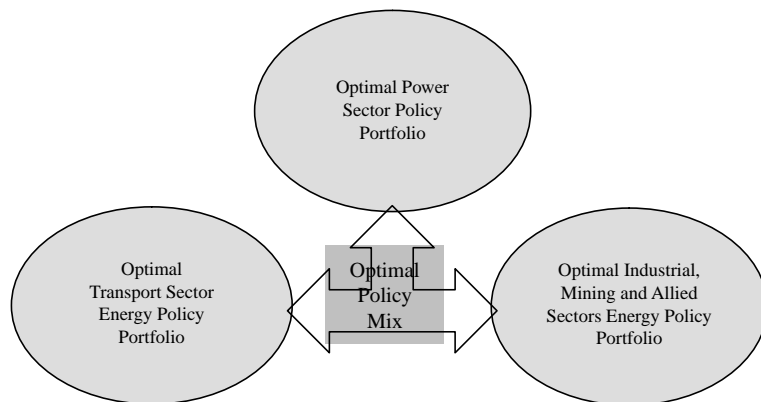 Optimal Power
Sector Policy
Portfolio
Optimal
Transport Sector
Energy Policy
Portfolio
Optimal
Policy
Mix
Optimal Industrial,
Mining and Allied
Sectors Energy Policy
Portfolio